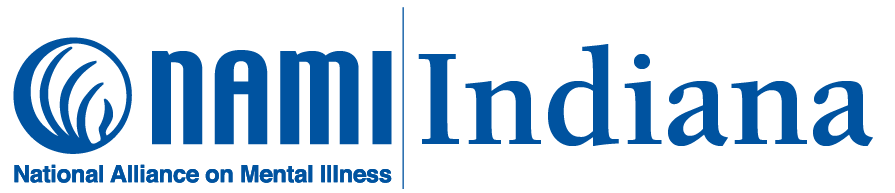 NAMI
National Alliance on Mental Illness
Indiana